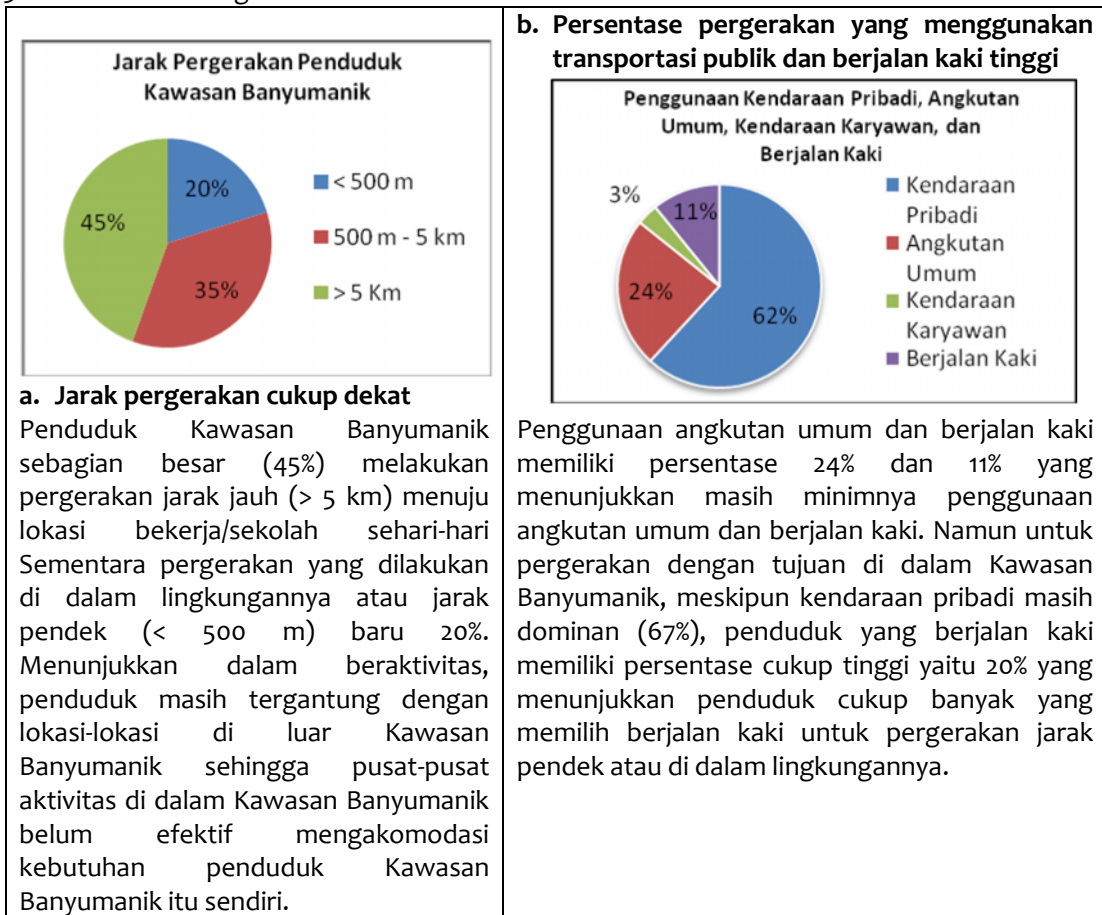 Jarak Pergerakan Penduduk
Kawasan Banyumanik
20%
45%
35%
< 500 m
500 m - 5 km
> 5 Km
a. Jarak pergerakan cukup dekat
Penduduk Kawasan Banyumanik
sebagian besar (45%) melakukan
pergerakan jarak jauh (> 5 km) menuju
lokasi bekerja/sekolah sehari-hari
Sementara pergerakan yang dilakukan
di dalam lingkungannya atau jarak
pendek (< 500 m) baru 20%.
Menunjukkan dalam beraktivitas,
penduduk masih tergantung dengan
lokasi-lokasi di luar Kawasan
Banyumanik sehingga pusat-pusat
aktivitas di dalam Kawasan Banyumanik
belum efektif mengakomodasi
kebutuhan penduduk Kawasan
Banyumanik itu sendiri.
b. Persentase pergerakan yang menggunakan
transportasi publik dan berjalan kaki tinggi
Penggunaan Kendaraan Pribadi, Angkutan
Umum, Kendaraan Karyawan, dan
Berjalan Kaki
3%
11%
24%
62%
Kendaraan
Pribadi
Angkutan
Umum
Kendaraan
Karyawan
Berjalan Kaki
Penggunaan angkutan umum dan berjalan kaki
memiliki persentase 24% dan 11% yang
menunjukkan masih minimnya penggunaan
angkutan umum dan berjalan kaki. Namun untuk
pergerakan dengan tujuan di dalam Kawasan
Banyumanik, meskipun kendaraan pribadi masih
dominan (67%), penduduk yang berjalan kaki
memiliki persentase cukup tinggi yaitu 20% yang
menunjukkan penduduk cukup banyak yang
memilih berjalan kaki untuk pergerakan jarak
pendek atau di dalam lingkungannya.